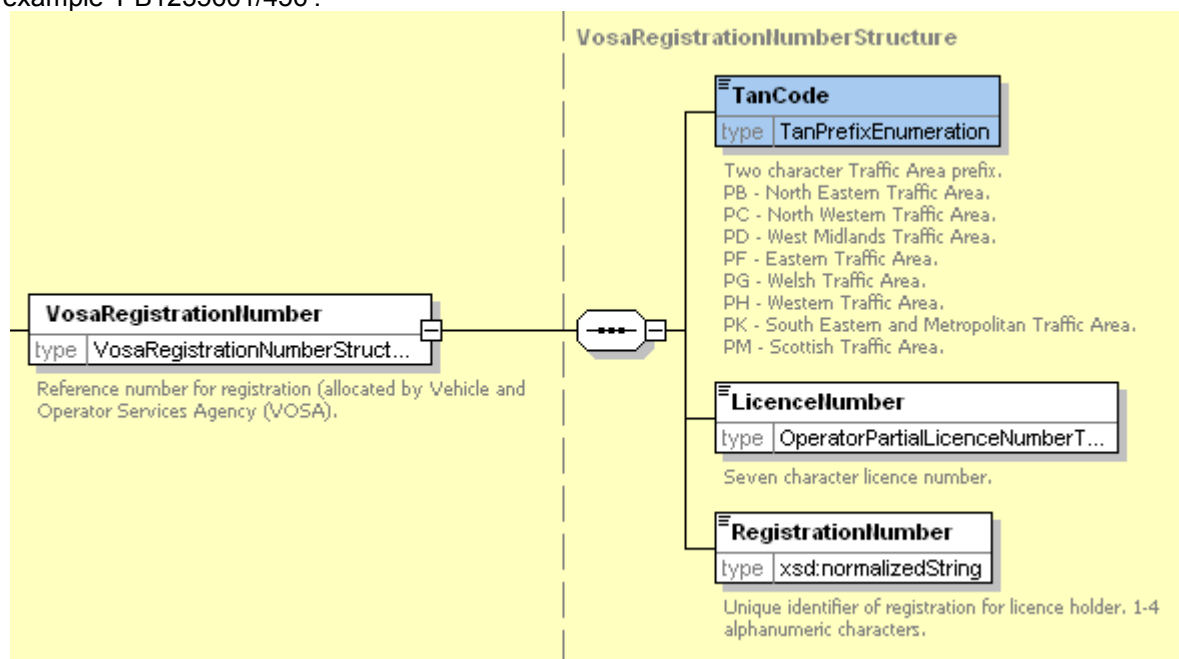 example 'PB1235601/456'.
VosaRegistrationNumberStructure
TanCode
type TanPrefixEnumeration
Two character Traffic Area prefix.
PB - North Eastern Traffic Area.
PC - North Western Traffic Area.
PD - West Midlands Traffic Area.
PF - Eastern Traffic Area.
PG - Welsh Traffic Area.
PH - Western Traffic Area.
PK - South Eastern and Metropolitan Traffic Area.
PM - Scottish Traffic Area.
VosaRegistrationNumber
type VosaRegistrationNumberStruct...
Reference number for registration (allocated by Vehicle and
Operator Services Agency (VOSA).
LicenceNumber
type OperatorPartialLicenceNumberT...
Seven character licence number.
RegistrationNumber
type xsd:normalizedString
Unique identifier of registration for licence holder. 1-4
alphanumeric characters.